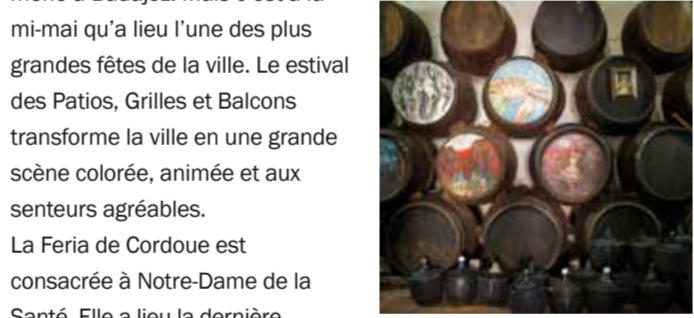 mi-mai qu'a lieu l'une des plus
grandes fêtes de la ville. Le estival
des Patios, Grilles et Balcons
transforme la ville en une grande
scène colorée, animée et aux
senteurs agréables.
La Feria de Cordoue est
consacrée à Notre-Dame de la
Santé. Elle a lieu la dernière